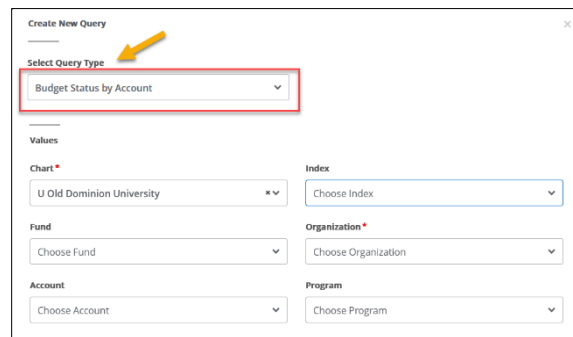 Create New Query
Select Query Type
Budget Status by Account
Values
Chart*
Index
U Old Dominion University
Choose Index
Fund
Organization*
Choose Fund
Choose Organization
Account
Program
Choose Account
Choose Program